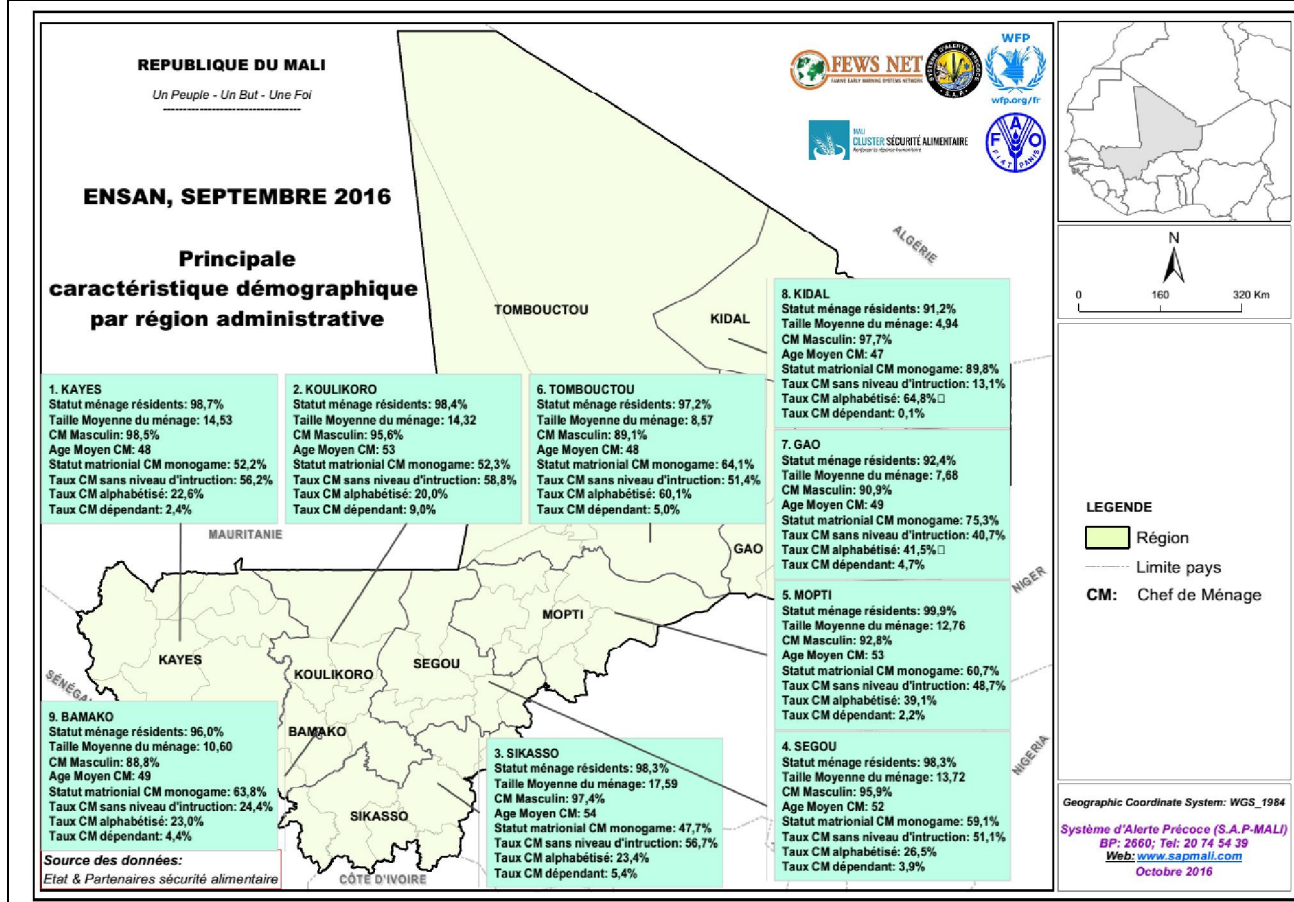 REPUBLIQUE DU MALI
Un Peuple - Un But - Une Foi
ENSAN, SEPTEMBRE 2016
Principale
caractéristique démographique
par région administrative
FEWS NET
FAMINE EARLY WARNING SYSTEMS NETWORK
SYSTÈME D'ALERTE PRÉCOCE
S.A.P.
WFP
wfp.org/fr
MALI
CLUSTER SÉCURITÉ ALIMENTAIRE
Renforcer la réponse humanitaire
F A O
FIAT PANIS
ALGÉRIE
TOMBOUCTOU
KIDAL
8. KIDAL
Statut ménage résidents: 91,2%
Taille Moyenne du ménage: 4,94
CM Masculin: 97,7%
Age Moyen CM: 47
Statut matrionial CM monogame: 89,8%
Taux CM sans niveau d'intruction: 13,1%
Taux CM alphabétisé: 64,8%□
Taux CM dépendant: 0,1%
1. KAYES
Statut ménage résidents: 98,7%
Taille Moyenne du ménage: 14,53
CM Masculin: 98,5%
Age Moyen CM: 48
Statut matrionial CM monogame: 52,2%
Taux CM sans niveau d'intruction: 56,2%
Taux CM alphabétisé: 22,6%
Taux CM dépendant: 2,4%
2. KOULIKORO
Statut ménage résidents: 98,4%
Taille Moyenne du ménage: 14,32
CM Masculin: 95,6%
Age Moyen CM: 53
Statut matrionial CM monogame: 52,3%
Taux CM sans niveau d'intruction: 58,8%
Taux CM alphabétisé: 20,0%
Taux CM dépendant: 9,0%
6. TOMBOUCTOU
Statut ménage résidents: 97,2%
Taille Moyenne du ménage: 8,57
CM Masculin: 89,1%
Age Moyen CM: 48
Statut matrionial CM monogame: 64,1%
Taux CM sans niveau d'intruction: 51,4%
Taux CM alphabétisé: 60,1%
Taux CM dépendant: 5,0%
7. GAO
Statut ménage résidents: 92,4%
Taille Moyenne du ménage: 7,68
CM Masculin: 90,9%
Age Moyen CM: 49
Statut matrionial CM monogame: 75,3%
Taux CM sans niveau d'intruction: 40,7%
Taux CM alphabétisé: 41,5%□
Taux CM dépendant: 4,7%
MAURITANIE
GAO
NIGER
5. MOPTI
Statut ménage résidents: 99,9%
Taille Moyenne du ménage: 12,76
CM Masculin: 92,8%
Age Moyen CM: 53
Statut matrionial CM monogame: 60,7%
Taux CM sans niveau d'intruction: 48,7%
Taux CM alphabétisé: 39,1%
Taux CM dépendant: 2,2%
MOPTI
KAYES
SEGOU
KOULIKORO
SÉNÉGAL
BAMAKO
SIKASSO
9. BAMAKO
Statut ménage résidents: 96,0%
Taille Moyenne du ménage: 10,60
CM Masculin: 88,8%
Age Moyen CM: 49
Statut matrionial CM monogame: 63,8%
Taux CM sans niveau d'intruction: 24,4%
Taux CM alphabétisé: 23,0%
Taux CM dépendant: 4,4%
3. SIKASSO
Statut ménage résidents: 98,3%
Taille Moyenne du ménage: 17,59
CM Masculin: 97,4%
Age Moyen CM: 54
Statut matrionial CM monogame: 47,7%
Taux CM sans niveau d'intruction: 56,7%
Taux CM alphabétisé: 23,4%
Taux CM dépendant: 5,4%
4. SEGOU
Statut ménage résidents: 98,3%
Taille Moyenne du ménage: 13,72
CM Masculin: 95,9%
Age Moyen CM: 52
Statut matrionial CM monogame: 59,1%
Taux CM sans niveau d'intruction: 51,1%
Taux CM alphabétisé: 26,5%
Taux CM dépendant: 3,9%
NIGERIA
CÔTE D'IVOIRE
Source des données:
Etat & Partenaires sécurité alimentaire
N
0 160 320 Km
LEGENDE
Région
Limite pays
CM: Chef de Ménage
Geographic Coordinate System: WGS_1984
Système d'Alerte Précoce (S.A.P-MALI)
BP: 2660; Tel: 20 74 54 39
Web: www.sapmali.com
Octobre 2016